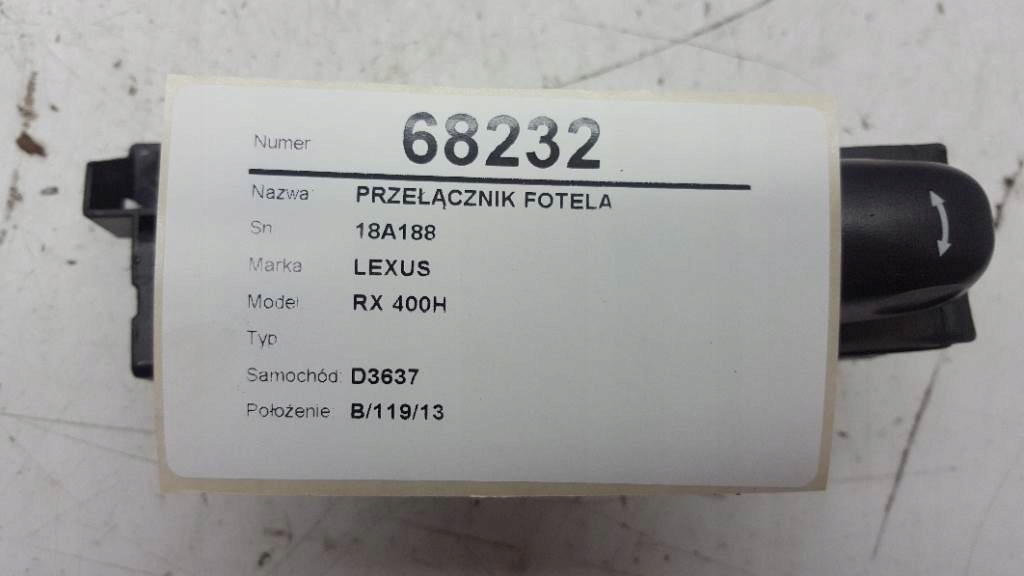 Numer 68232
Nazwa: PRZEŁĄCZNIK FOTELA
Sn 18A188
Marka LEXUS
Model RX 400H
Typ
Samochód: D3637
Położenie B/119/13